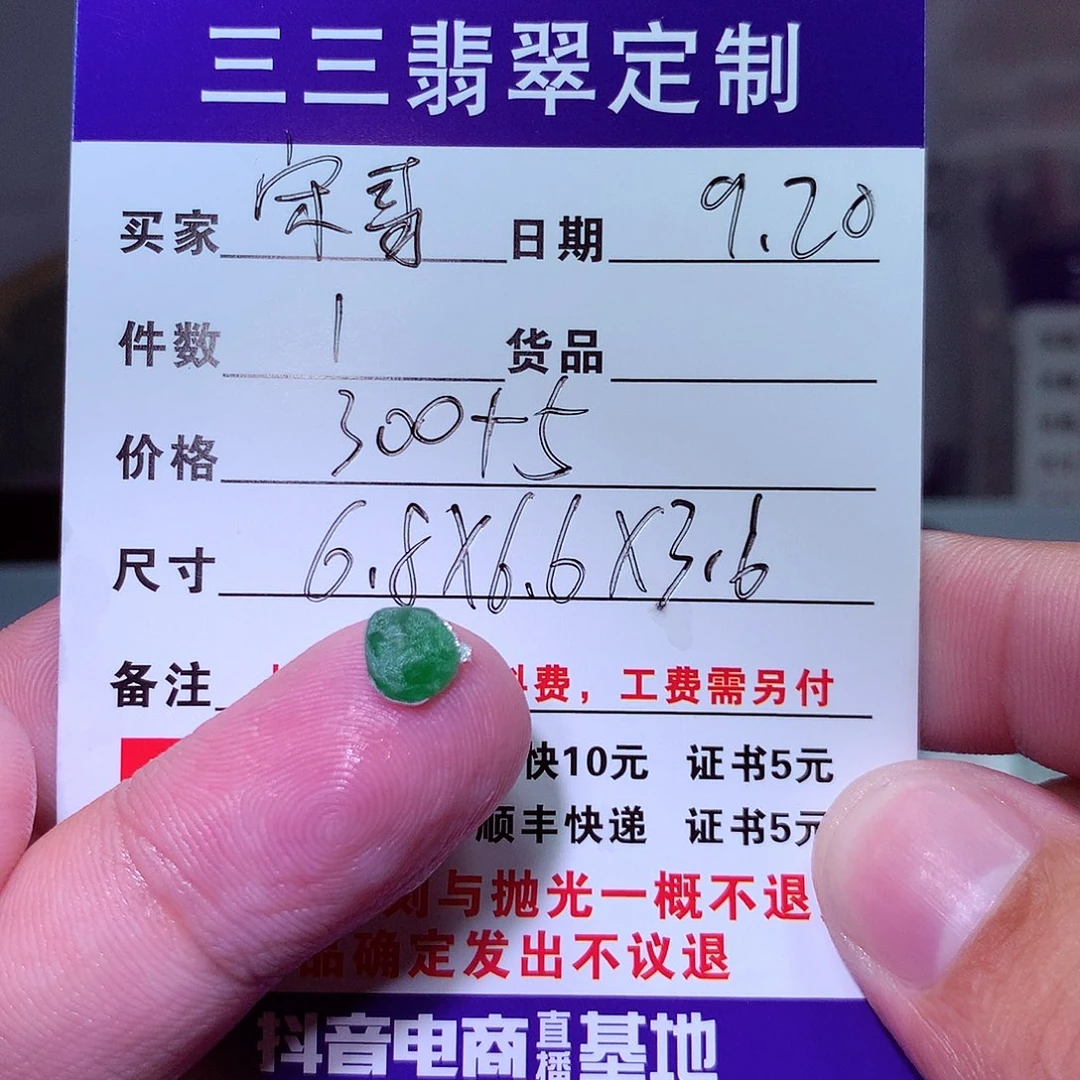 三三翡翠定制
买家 宋哥 日期 9.20
件数 1 货品
价格 300+5
尺寸 6.8X6.6X3.6
备注 费，工费需另付
快10元 证书5元
顺丰快递 证书5元
与抛光一概不退
品确定发出不议退
抖音电商直播基地